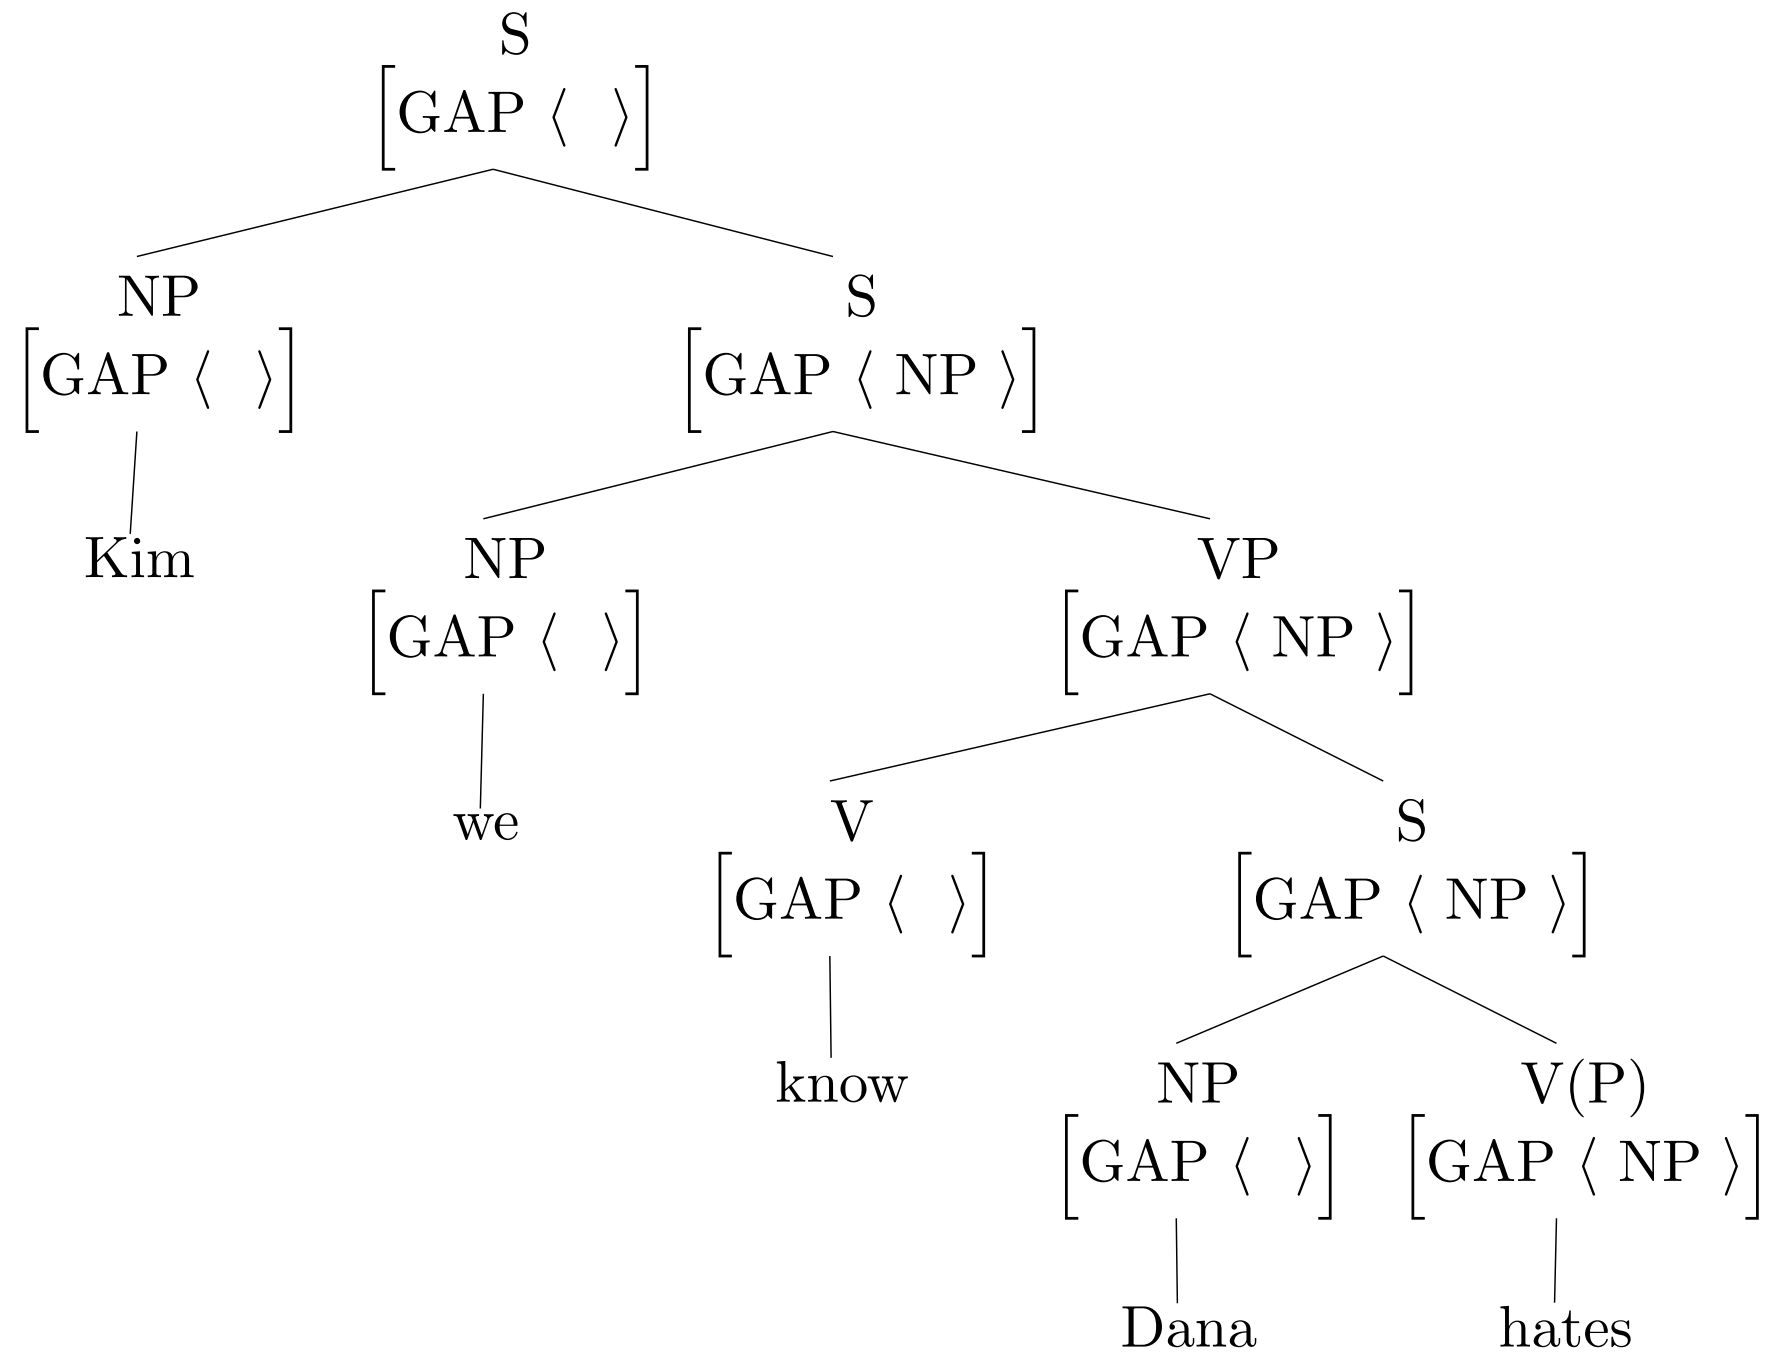 S
[GAP ⟨ ⟩]
NP S
[GAP ⟨ ⟩] [GAP ⟨ NP ⟩]
Kim NP VP
[GAP ⟨ ⟩] [GAP ⟨ NP ⟩]
we V S
[GAP ⟨ ⟩] [GAP ⟨ NP ⟩]
know NP V(P)
[GAP ⟨ ⟩] [GAP ⟨ NP ⟩]
Dana hates